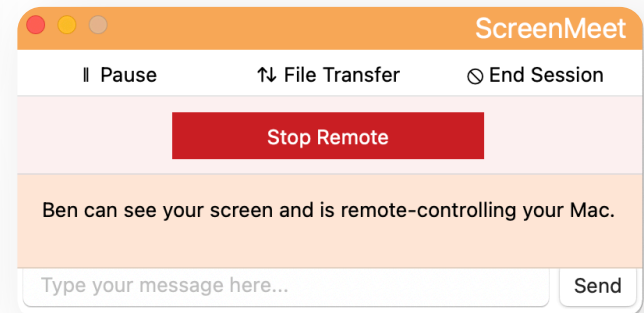 ScreenMeet
Pause File Transfer End Session
Stop Remote
Ben can see your screen and is remote-controlling your Mac.
Type your message here... Send